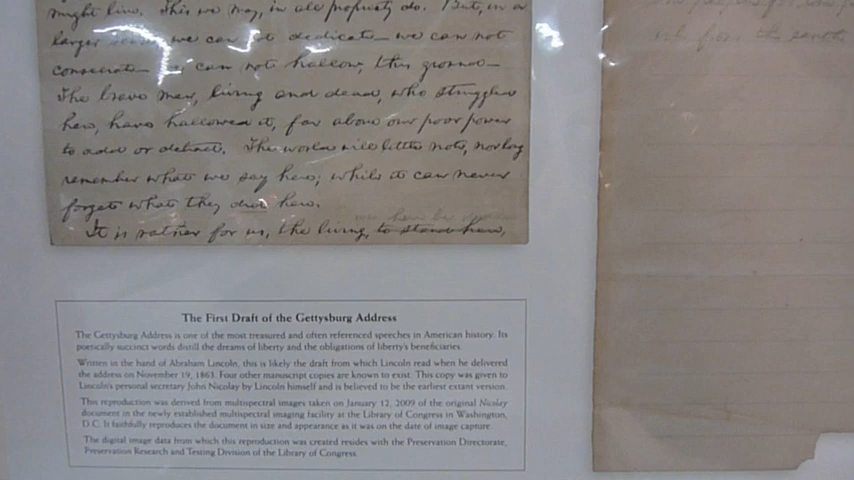 might live. This we may, in all propriety do. But, in a
larger sense, we can not dedicate— we can not
consecrate— we can not hallow, this ground—
The brave men, living and dead, who struggled
here, have hallowed it, far above our poor power
to add or detract. The world will little note, nor long
remember what we say here; while it can never
forget what they did here.
It is rather for us, the living, to stand here,
we here be
the earth
The First Draft of the Gettysburg Address
The Gettysburg Address is one of the most treasured and often referenced speeches in American history. Its
poetically succinct words distill the dreams of liberty and the obligations of liberty's beneficiaries.
Written in the hand of Abraham Lincoln, this is likely the draft from which Lincoln read when he delivered
the address on November 19, 1863. Four other manuscript copies are known to exist. This copy was given to
Lincoln's personal secretary John Nicolay by Lincoln himself and is believed to be the earliest extant version.
This reproduction was derived from multispectral images taken on January 12, 2009 of the original Nicolay
document in the newly established multispectral imaging facility at the Library of Congress in Washington,
D.C. It faithfully reproduces the document in size and appearance as it was on the date of image capture.
The digital image data from which this reproduction was created resides with the Preservation Directorate,
Preservation Research and Testing Division of the Library of Congress.